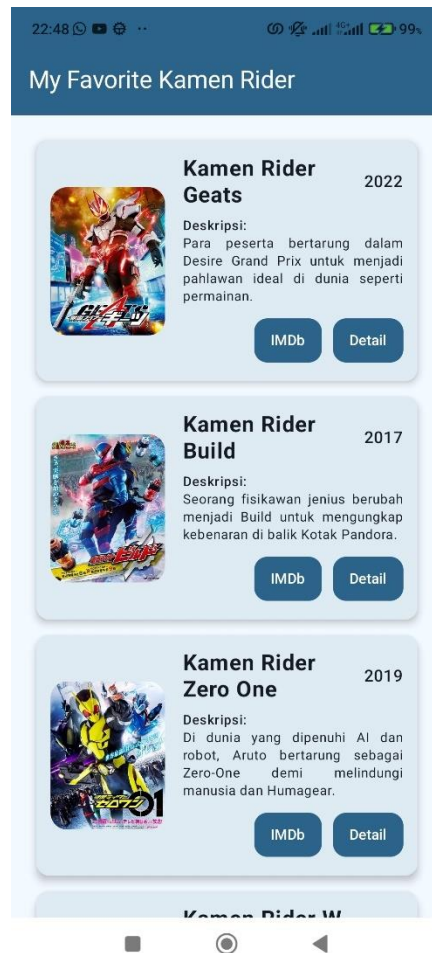 22:48
4G+
99%
My Favorite Kamen Rider
Kamen Rider
Geats
2022
Deskripsi:
Para peserta bertarung dalam
Desire Grand Prix untuk menjadi
pahlawan ideal di dunia seperti
permainan.
IMDb
Detail
Kamen Rider
Build
2017
Deskripsi:
Seorang fisikawan jenius berubah
menjadi Build untuk mengungkap
kebenaran di balik Kotak Pandora.
IMDb
Detail
Kamen Rider
Zero One
2019
Deskripsi:
Di dunia yang dipenuhi AI dan
robot, Aruto bertarung sebagai
Zero-One demi melindungi
manusia dan Humagear.
IMDb
Detail
Kamen Rider W